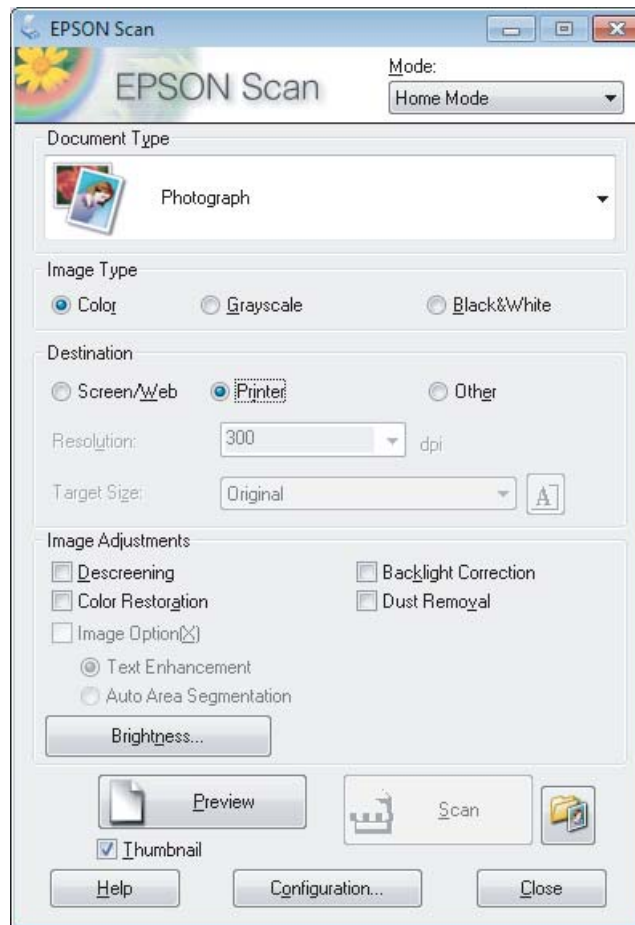 EPSON Scan
EPSON Scan
Mode:
Home Mode
Document Type
Photograph
Image Type
Color Grayscale Black&White
Destination
Screen/Web Printer Other
Resolution: 300 dpi
Target Size: Original A
Image Adjustments
Descreening Backlight Correction
Color Restoration Dust Removal
Image Option(X)
Text Enhancement
Auto Area Segmentation
Brightness...
Preview Scan
Thumbnail
Help Configuration... Close